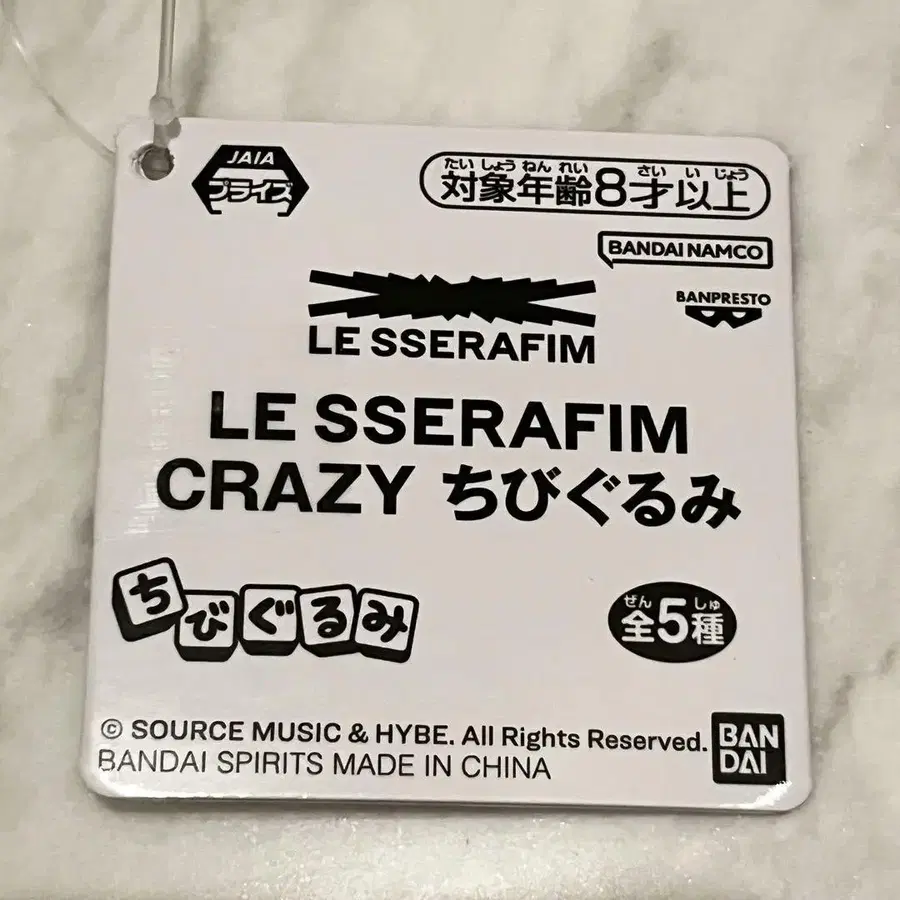 JAIA
プライズ
たいしょうねんれい さい いじょう
対象年齢8才以上
BANDAI NAMCO
BANPRESTO
LE SSERAFIM
LE SSERAFIM
CRAZY ちびぐるみ
ちびぐるみ
ぜん しゅ
全5種
© SOURCE MUSIC & HYBE. All Rights Reserved.
BANDAI SPIRITS MADE IN CHINA
BAN
DAI